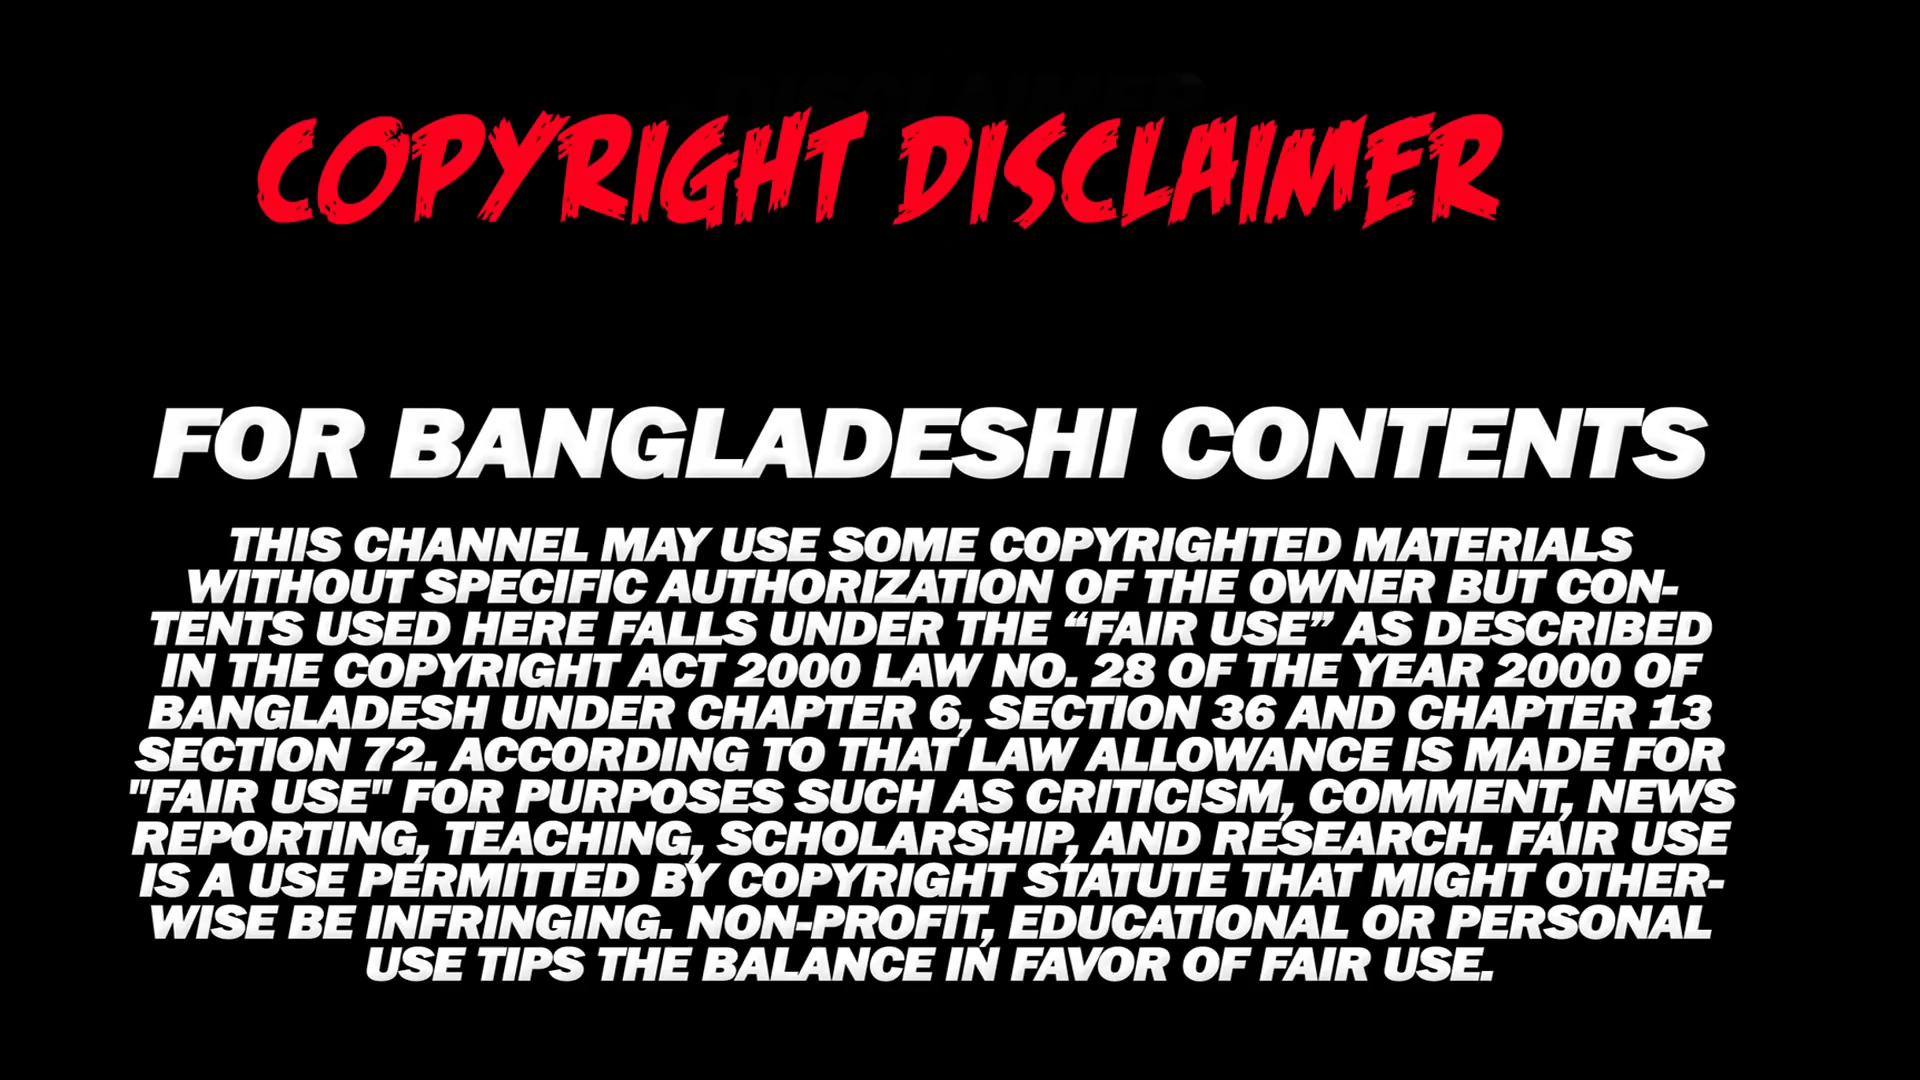 DISCLAIMER
COPYRIGHT DISCLAIMER
FOR BANGLADESHI CONTENTS
THIS CHANNEL MAY USE SOME COPYRIGHTED MATERIALS
WITHOUT SPECIFIC AUTHORIZATION OF THE OWNER BUT CON-
TENTS USED HERE FALLS UNDER THE “FAIR USE” AS DESCRIBED
IN THE COPYRIGHT ACT 2000 LAW NO. 28 OF THE YEAR 2000 OF
BANGLADESH UNDER CHAPTER 6, SECTION 36 AND CHAPTER 13
SECTION 72. ACCORDING TO THAT LAW ALLOWANCE IS MADE FOR
"FAIR USE" FOR PURPOSES SUCH AS CRITICISM, COMMENT, NEWS
REPORTING, TEACHING, SCHOLARSHIP, AND RESEARCH. FAIR USE
IS A USE PERMITTED BY COPYRIGHT STATUTE THAT MIGHT OTHER-
WISE BE INFRINGING. NON-PROFIT, EDUCATIONAL OR PERSONAL
USE TIPS THE BALANCE IN FAVOR OF FAIR USE.